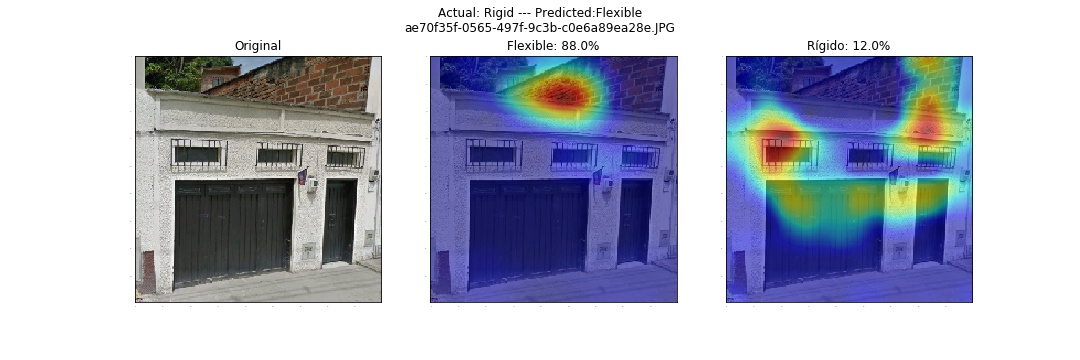 Actual: Rigid --- Predicted:Flexible
ae70f35f-0565-497f-9c3b-c0e6a89ea28e.JPG
Original
Flexible: 88.0%
Rígido: 12.0%